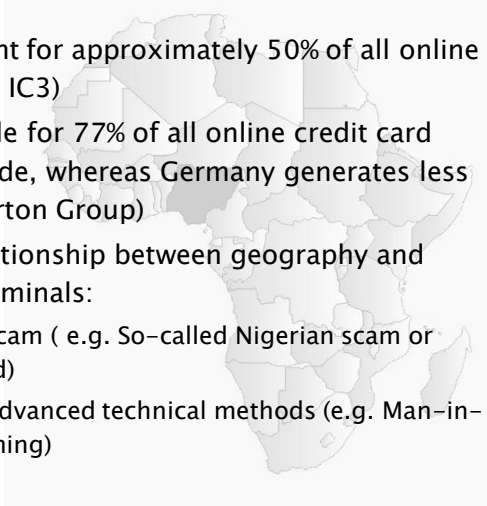 nt for approximately 50% of all online
IC3)
le for 77% of all online credit card
de, whereas Germany generates less
rton Group)
tionship between geography and
minals:
cam ( e.g. So-called Nigerian scam or
d)
dvanced technical methods (e.g. Man-in-
ning)